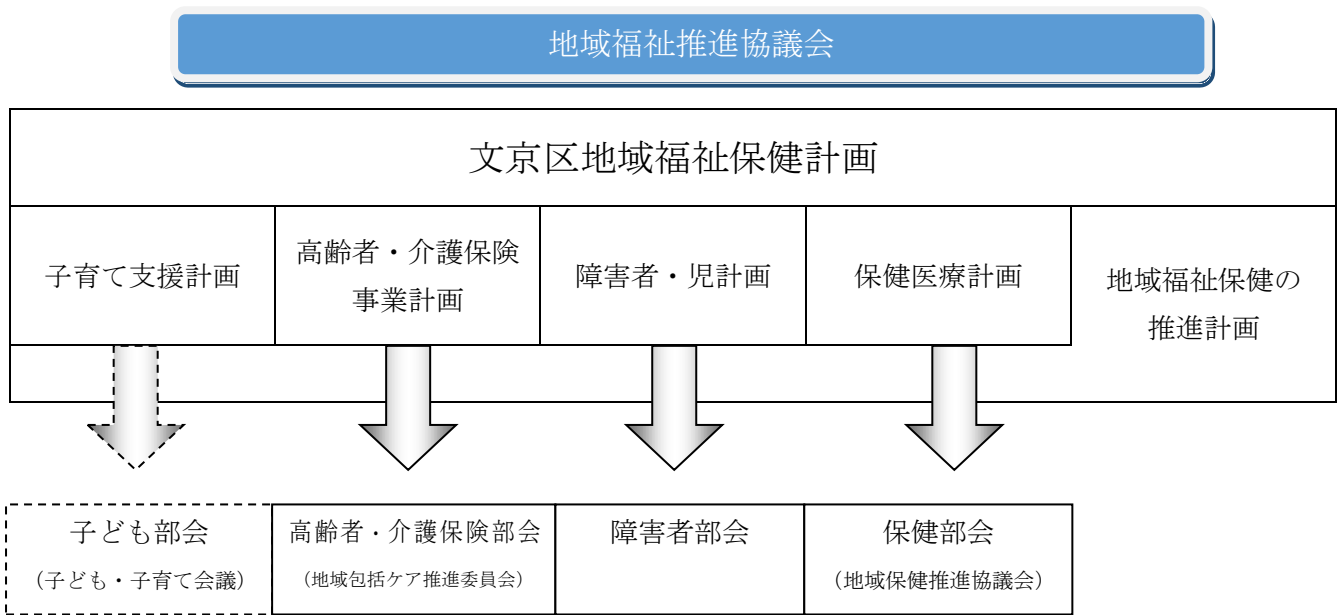 地域福祉推進協議会
文京区地域福祉保健計画
子育て支援計画
高齢者・介護保険
事業計画
障害者・児計画
保健医療計画
地域福祉保健の
推進計画
子ども部会
（子ども・子育て会議）
高齢者・介護保険部会
（地域包括ケア推進委員会）
障害者部会
保健部会
（地域保健推進協議会）